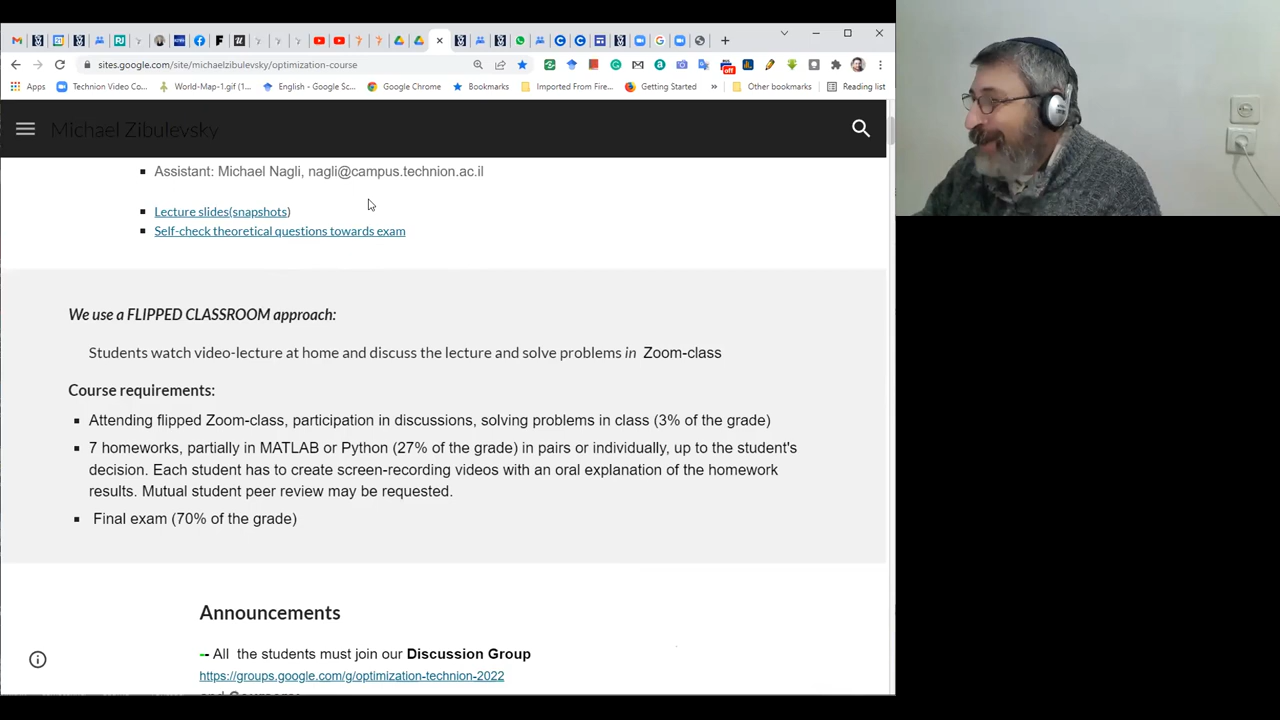 sites.google.com/site/michaelzibulevsky/optimization-course
Apps
Technion Video Co...
World-Map-1.gif (1...
English - Google Sc...
Google Chrome
Bookmarks
Imported From Fire...
Getting Started
»
Other bookmarks
Reading list
Michael Zibulevsky
Assistant: Michael Nagli, nagli@campus.technion.ac.il
Lecture slides(snapshots)
Self-check theoretical questions towards exam
We use a FLIPPED CLASSROOM approach:
Students watch video-lecture at home and discuss the lecture and solve problems in Zoom-class
Course requirements:
Attending flipped Zoom-class, participation in discussions, solving problems in class (3% of the grade)
7 homeworks, partially in MATLAB or Python (27% of the grade) in pairs or individually, up to the student's
decision. Each student has to create screen-recording videos with an oral explanation of the homework
results. Mutual student peer review may be requested.
Final exam (70% of the grade)
Announcements
-- All the students must join our Discussion Group
https://groups.google.com/g/optimization-technion-2022